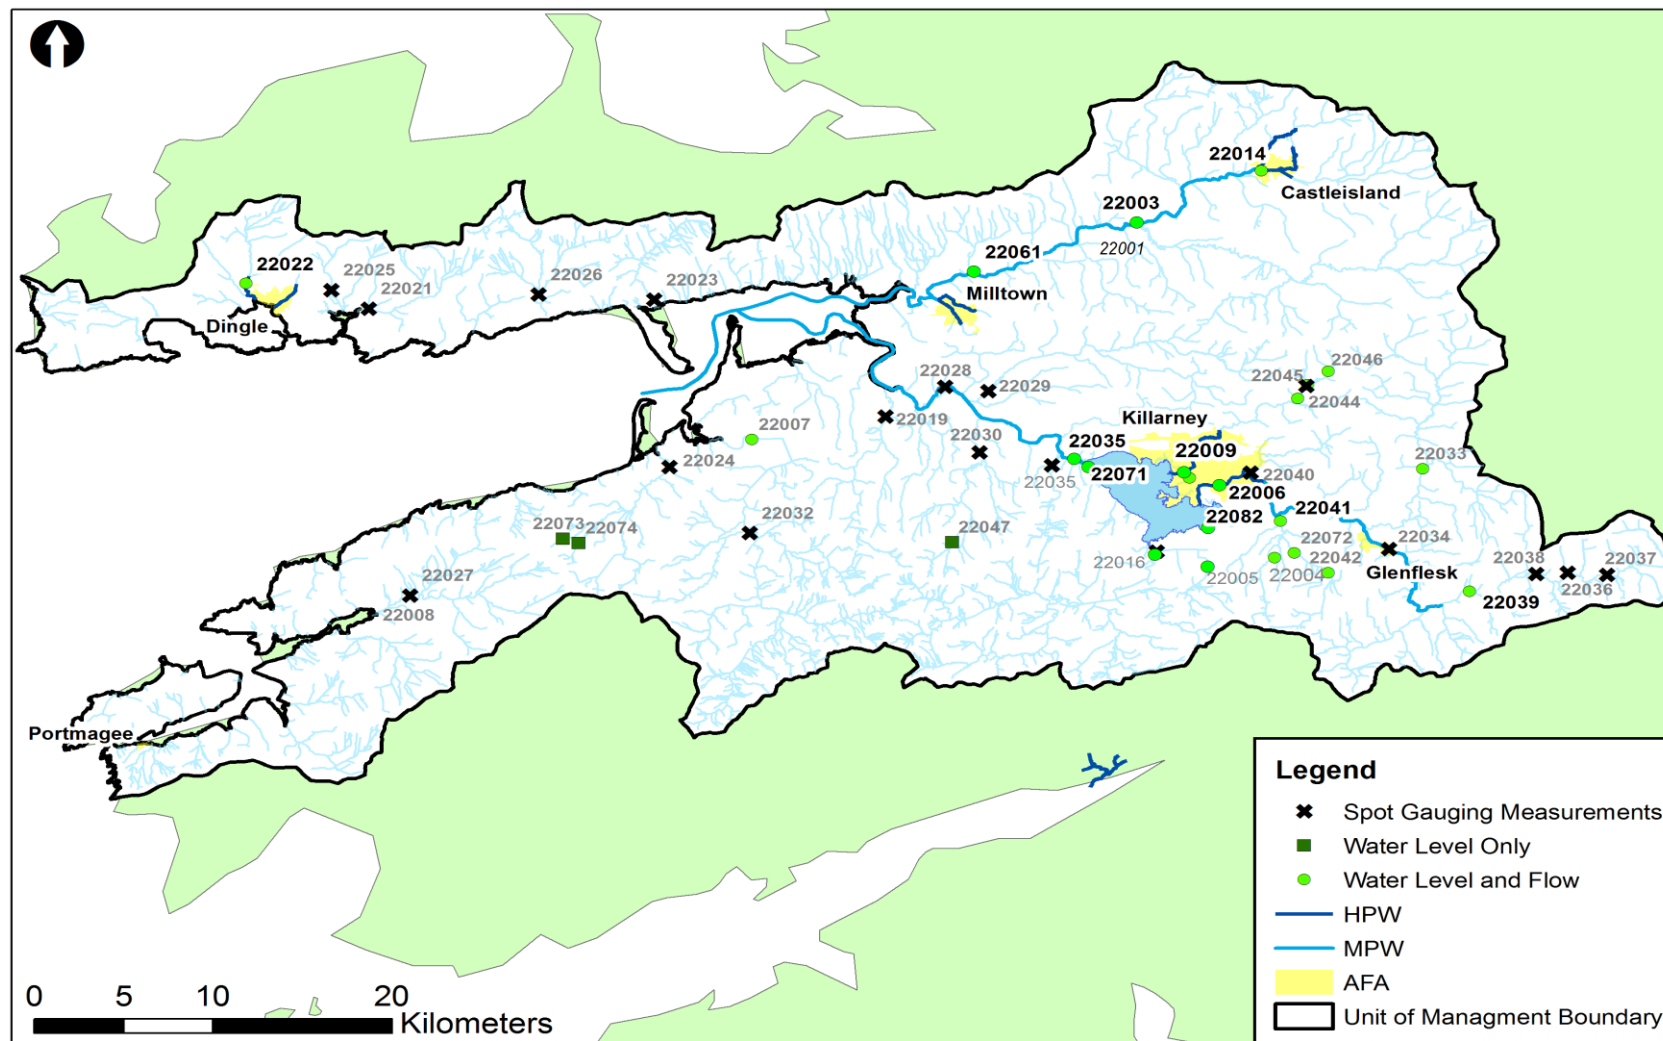 22014
Castleisland
22003
22001
22061
Milltown
22022
22025
22021
22026
22023
Dingle
22028
22029
22046
22045
22044
22019
22007
22030
Killarney
22024
22035
22009
22033
22035
22071
22040
22006
22041
22032
22047
22082
22073
22074
22072
22034
22016
22042
22038
22037
22005
22004
Glenflesk
22036
22027
22039
22008
Portmagee
Legend
Spot Gauging Measurements
Water Level Only
Water Level and Flow
HPW
MPW
AFA
Unit of Managment Boundary
0 5 10 20
Kilometers